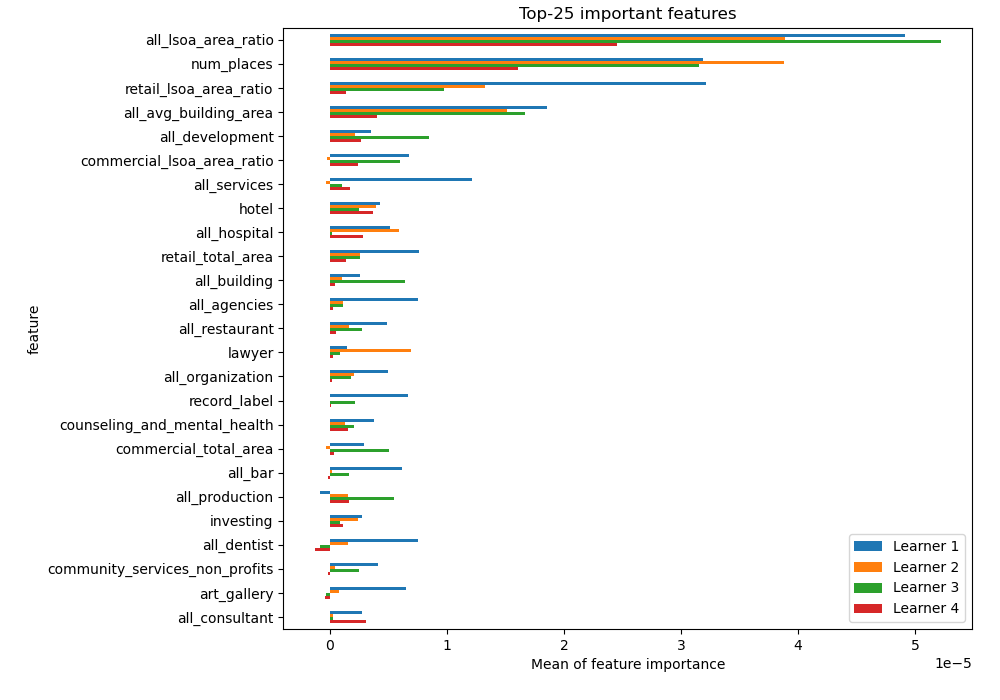 Top-25 important features
all_lsoa_area_ratio
num_places
retail_lsoa_area_ratio
all_avg_building_area
all_development
commercial_lsoa_area_ratio
all_services
hotel
all_hospital
retail_total_area
all_building
all_agencies
all_restaurant
lawyer
all_organization
record_label
counseling_and_mental_health
commercial_total_area
all_bar
all_production
investing
all_dentist
community_services_non_profits
art_gallery
all_consultant
feature
Learner 1
Learner 2
Learner 3
Learner 4
0 1 2 3 4 5
1e−5
Mean of feature importance